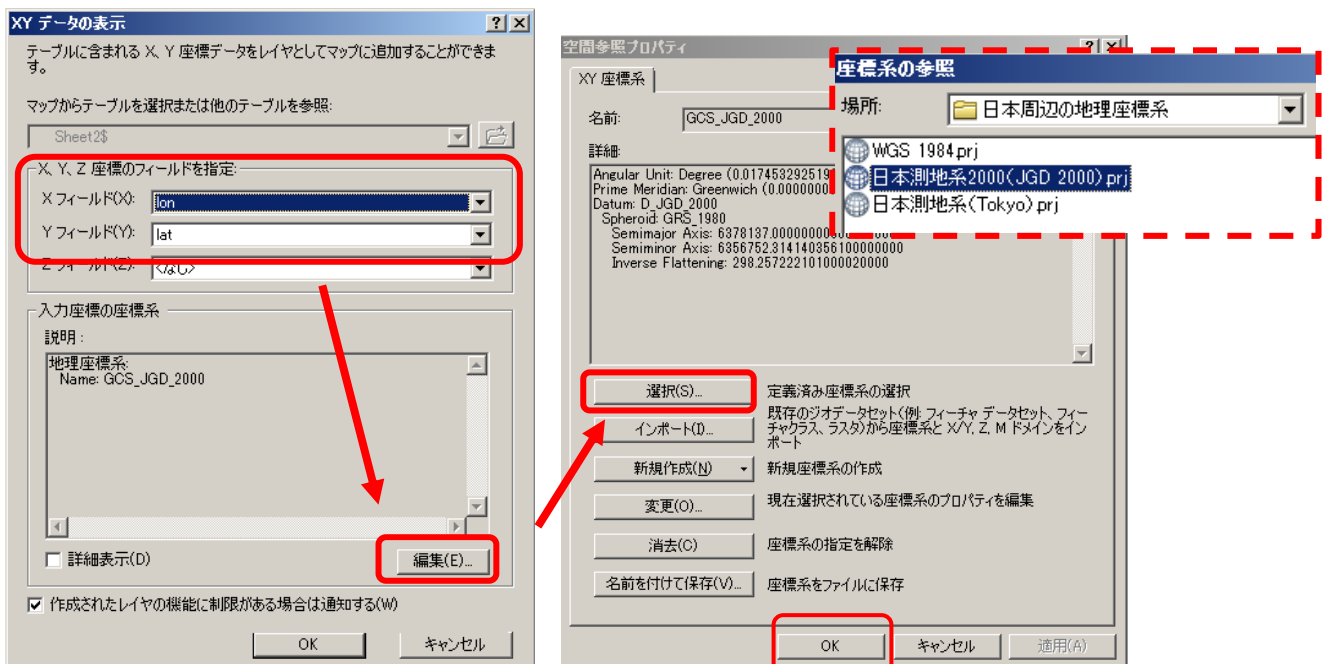 XY データの表示
テーブルに含まれる X, Y 座標データをレイヤとしてマップに追加することができま
す。
マップからテーブルを選択または他のテーブルを参照:
Sheet2$
X, Y, Z 座標のフィールドを指定:
X フィールド(X):
lon
Y フィールド(Y):
lat
Z フィールド(Z):
<なし>
入力座標の座標系
説明:
地理座標系:
Name: GCS_JGD_2000
詳細表示(D)
編集(E)...
作成されたレイヤの機能に制限がある場合は通知する(W)
OK
キャンセル
空間参照プロパティ
XY 座標系
名前:
GCS_JGD_2000
詳細:
Angular Unit: Degree (0.017453292519
Prime Meridian: Greenwich (0.00000000
Datum: D_JGD_2000
Spheroid: GRS_1980
Semimajor Axis: 6378137.0000000
Semiminor Axis: 6356752.3141403561000000000
Inverse Flattening: 298.2572221010000200000
選択(S)...
定義済み座標系の選択
インポート(I)...
既存のジオデータセット(例: フィーチャ データセット、フィー
チャクラス、ラスタ)から座標系と X/Y, Z, M ドメインをイン
ポート
新規作成(N)
新規座標系の作成
変更(O)...
現在選択されている座標系のプロパティを編集
消去(C)
座標系の指定を解除
名前を付けて保存(V)...
座標系をファイルに保存
OK
キャンセル
適用(A)
座標系の参照
場所:
日本周辺の地理座標系
WGS 1984.prj
日本測地系2000(JGD 2000).prj
日本測地系(Tokyo).prj